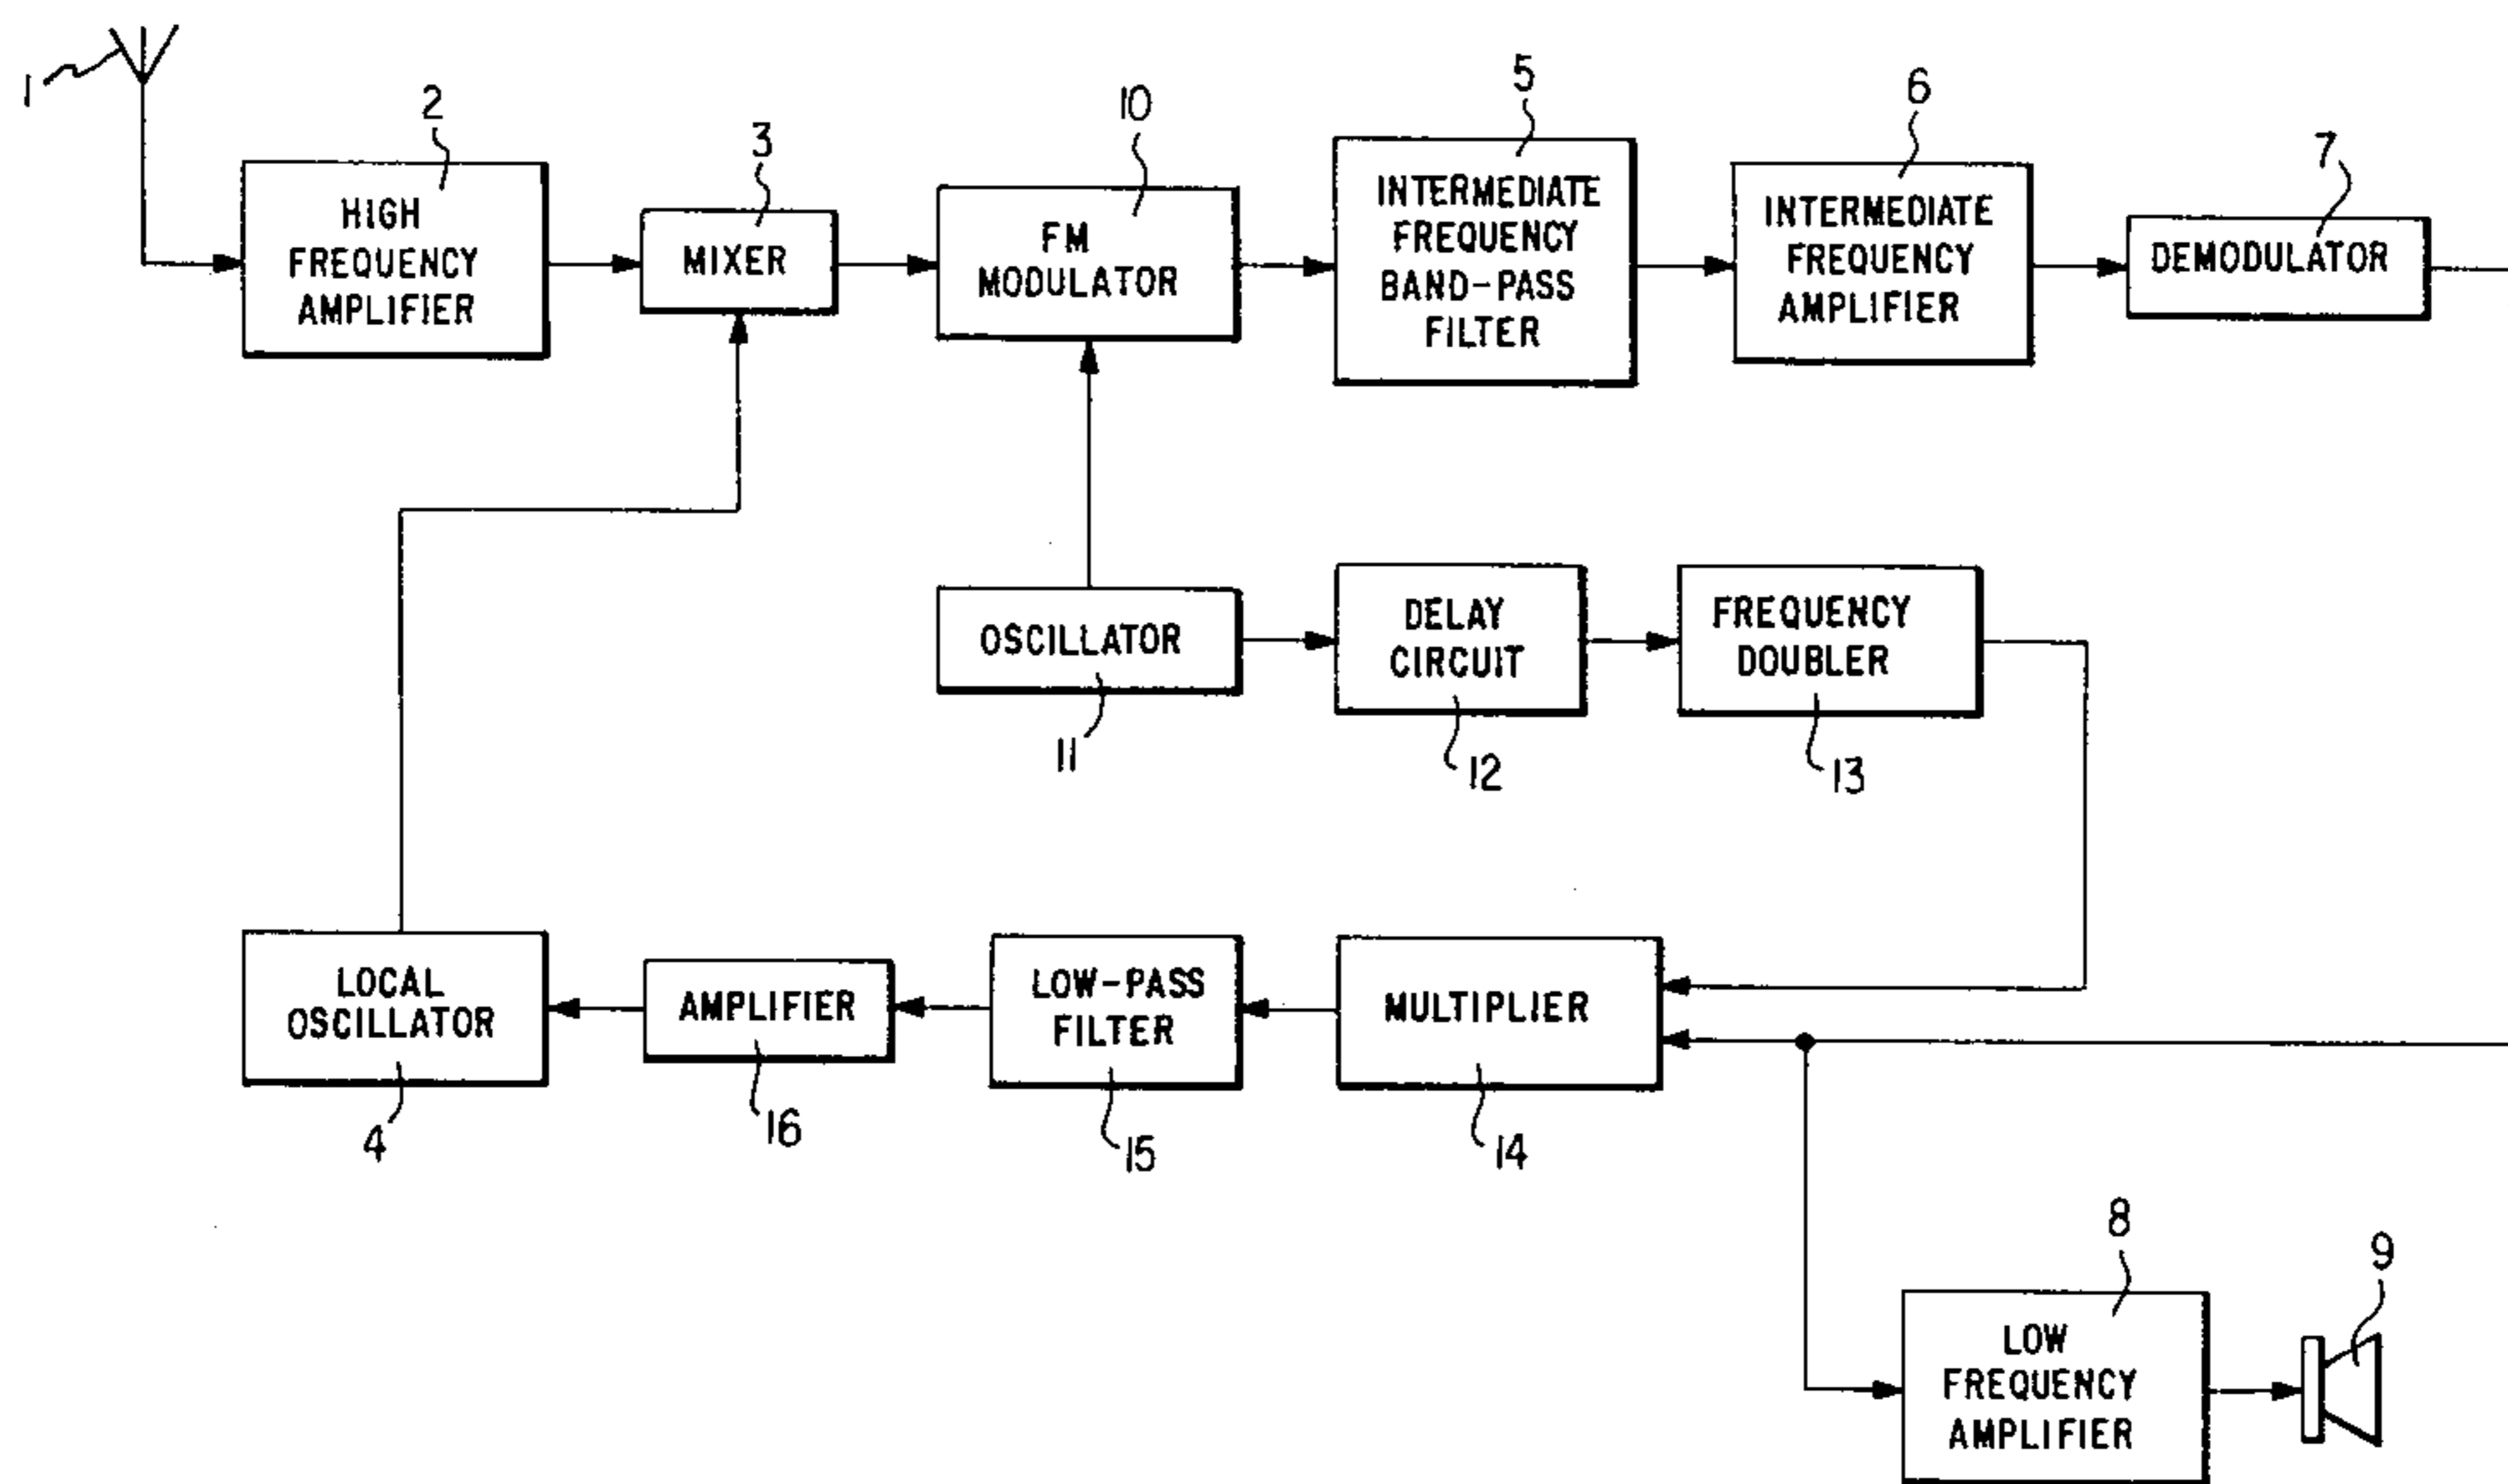 1
2
HIGH
FREQUENCY
AMPLIFIER
3
MIXER
10
FM
MODULATOR
5
INTERMEDIATE
FREQUENCY
BAND-PASS
FILTER
6
INTERMEDIATE
FREQUENCY
AMPLIFIER
7
DEMODULATOR
OSCILLATOR
11
DELAY
CIRCUIT
12
FREQUENCY
DOUBLER
13
LOCAL
OSCILLATOR
4
AMPLIFIER
16
LOW-PASS
FILTER
15
MULTIPLIER
14
8
LOW
FREQUENCY
AMPLIFIER
9